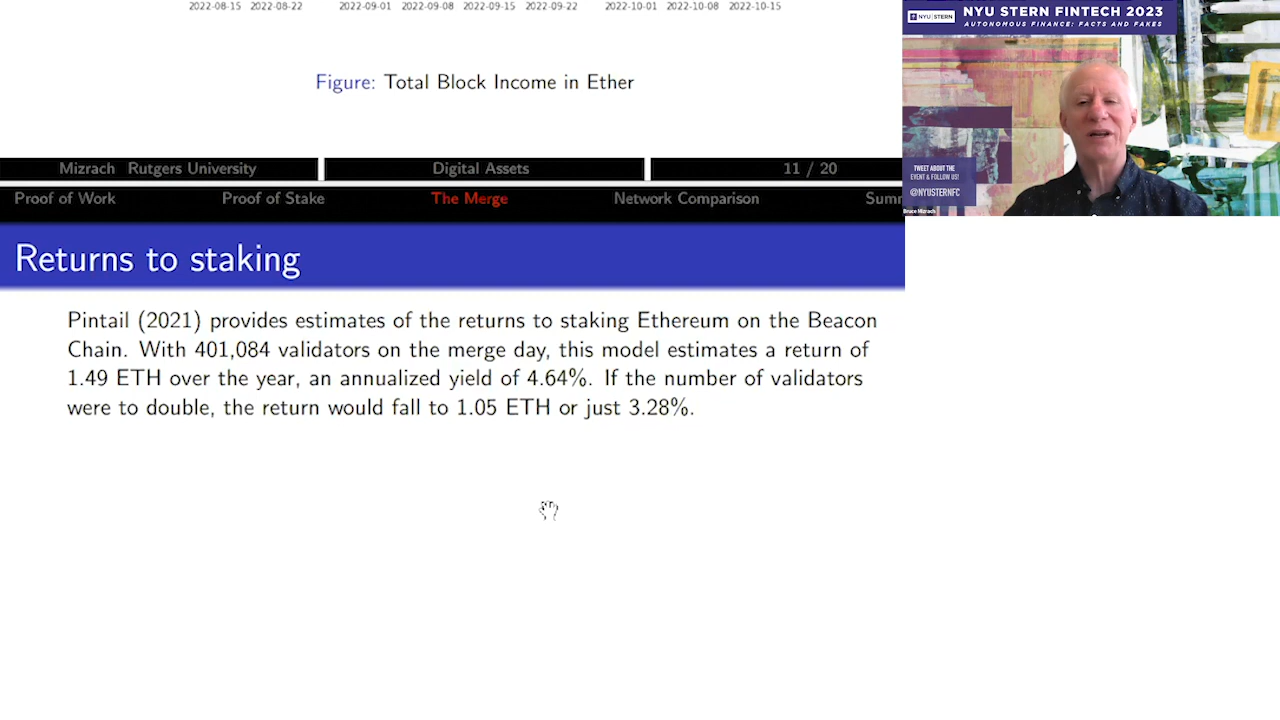 2022-08-15 2022-08-22 2022-09-01 2022-09-08 2022-09-15 2022-09-22 2022-10-01 2022-10-08 2022-10-15
Figure: Total Block Income in Ether
Mizrach Rutgers University Digital Assets 11 / 20
Proof of Work Proof of Stake The Merge Network Comparison Summ
Returns to staking
Pintail (2021) provides estimates of the returns to staking Ethereum on the Beacon
Chain. With 401,084 validators on the merge day, this model estimates a return of
1.49 ETH over the year, an annualized yield of 4.64%. If the number of validators
were to double, the return would fall to 1.05 ETH or just 3.28%.
NYU STERN
NYU STERN FINTECH 2023
AUTONOMOUS FINANCE: FACTS AND FAKES
TWEET ABOUT THE
EVENT & FOLLOW US!
@NYUSTERNFC
Bruce Mizrach